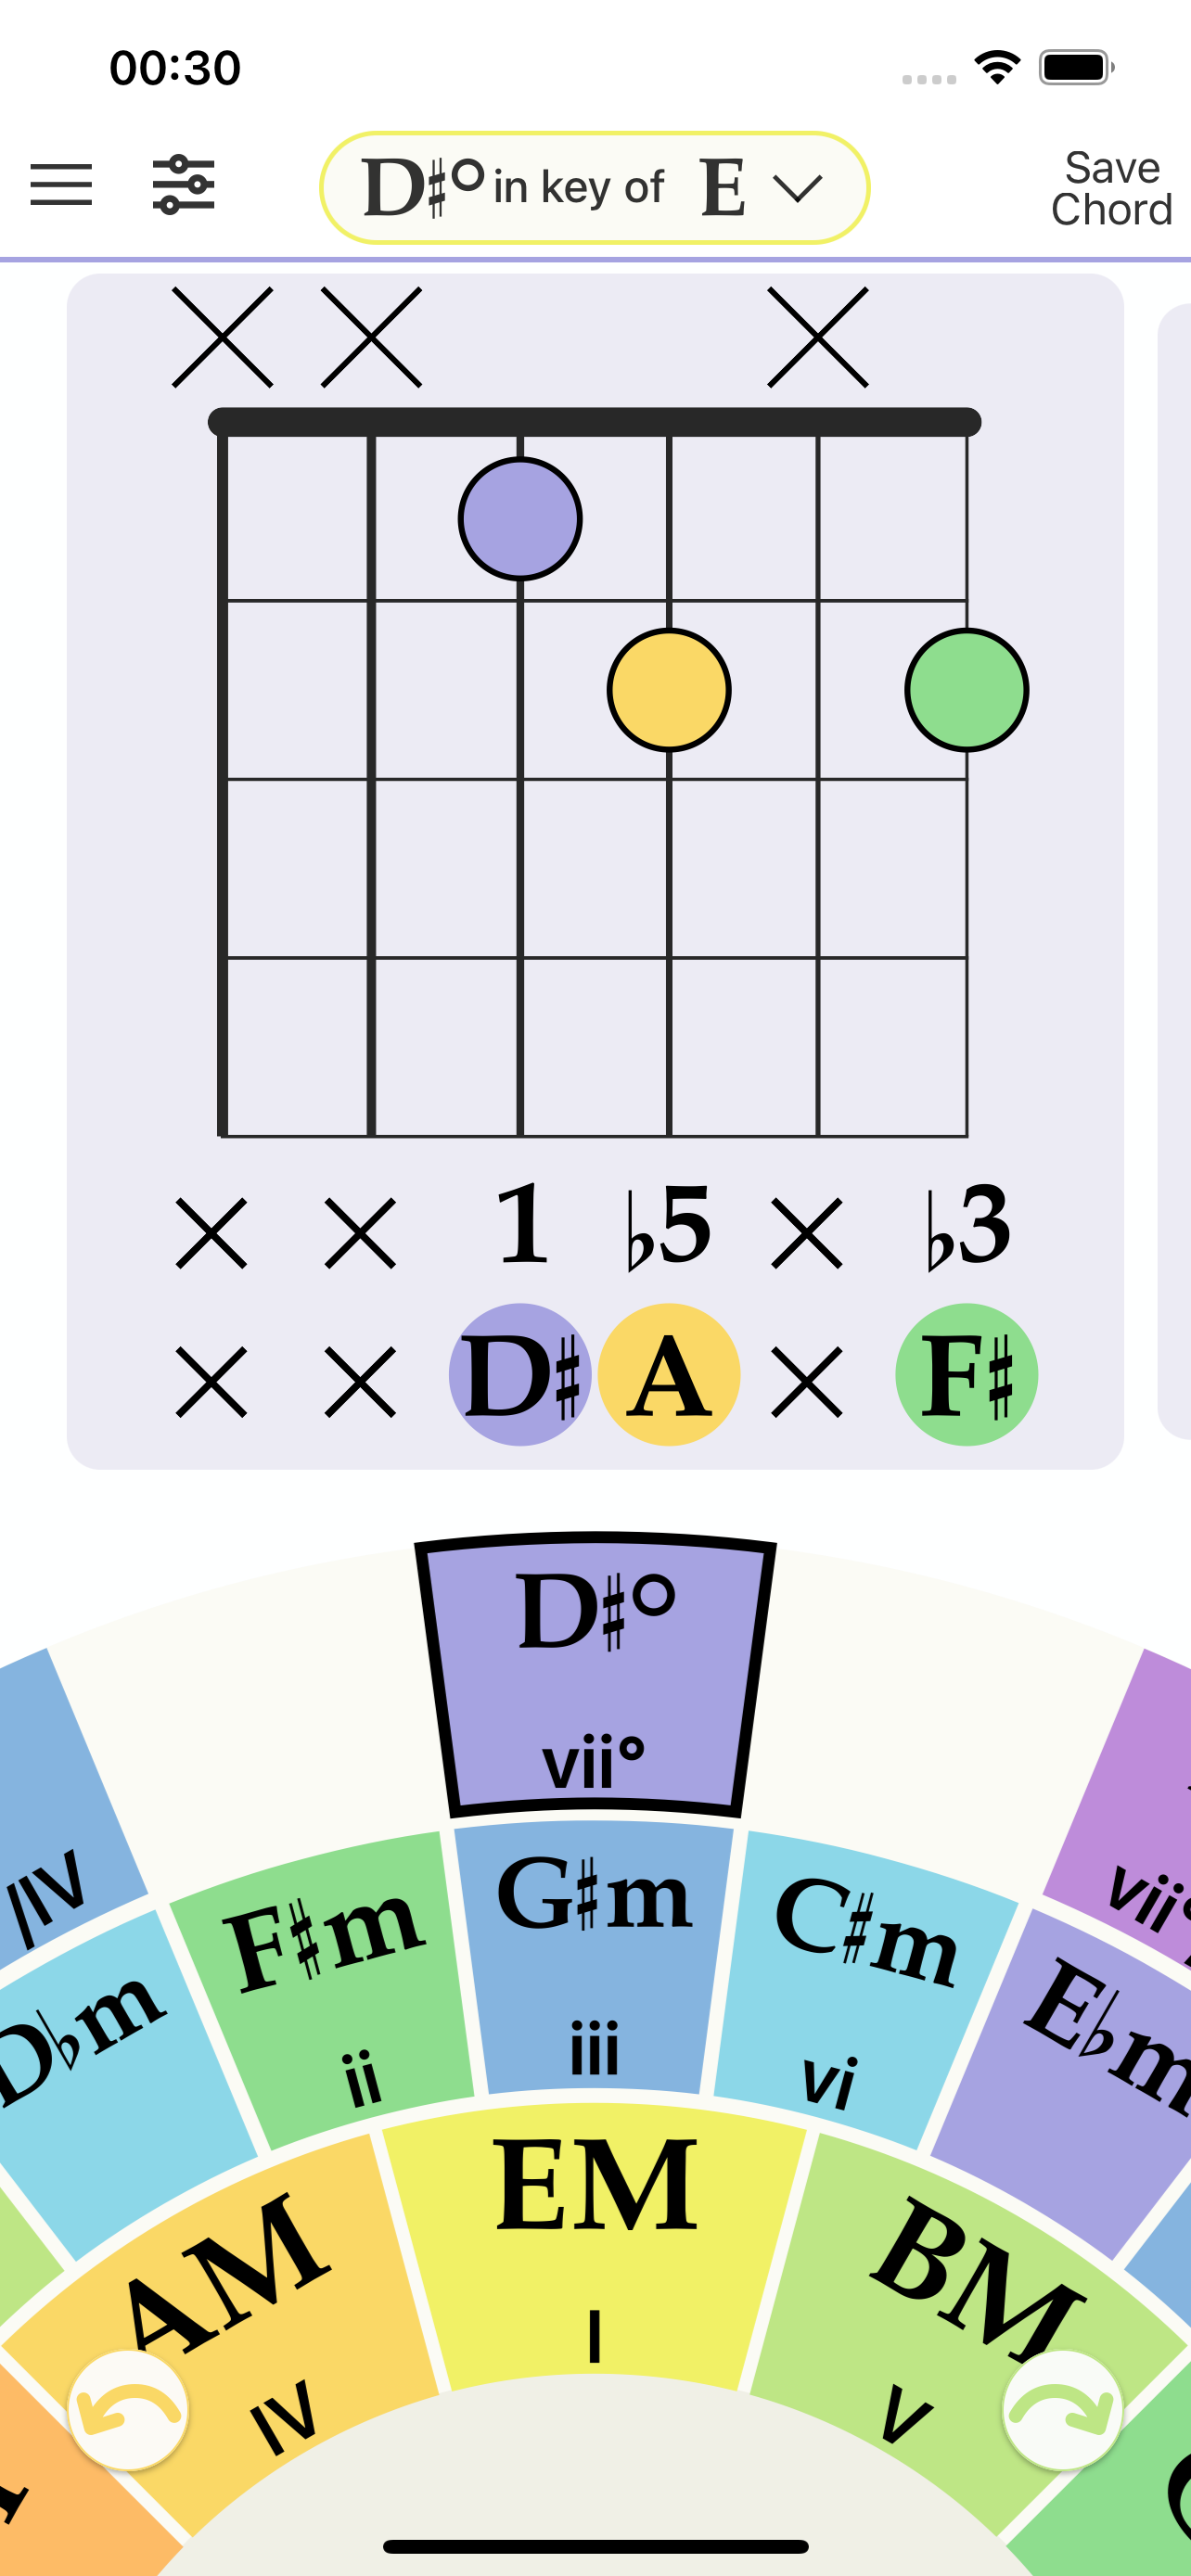 00:30
D♯° in key of E
Save
Chord
1 ♭5 ♭3
D♯ A F♯
D♯°
vii°
/IV
vii°
D♭m
F♯m
ii
G♯m
iii
C♯m
vi
E♭m
AM
IV
EM
I
BM
V